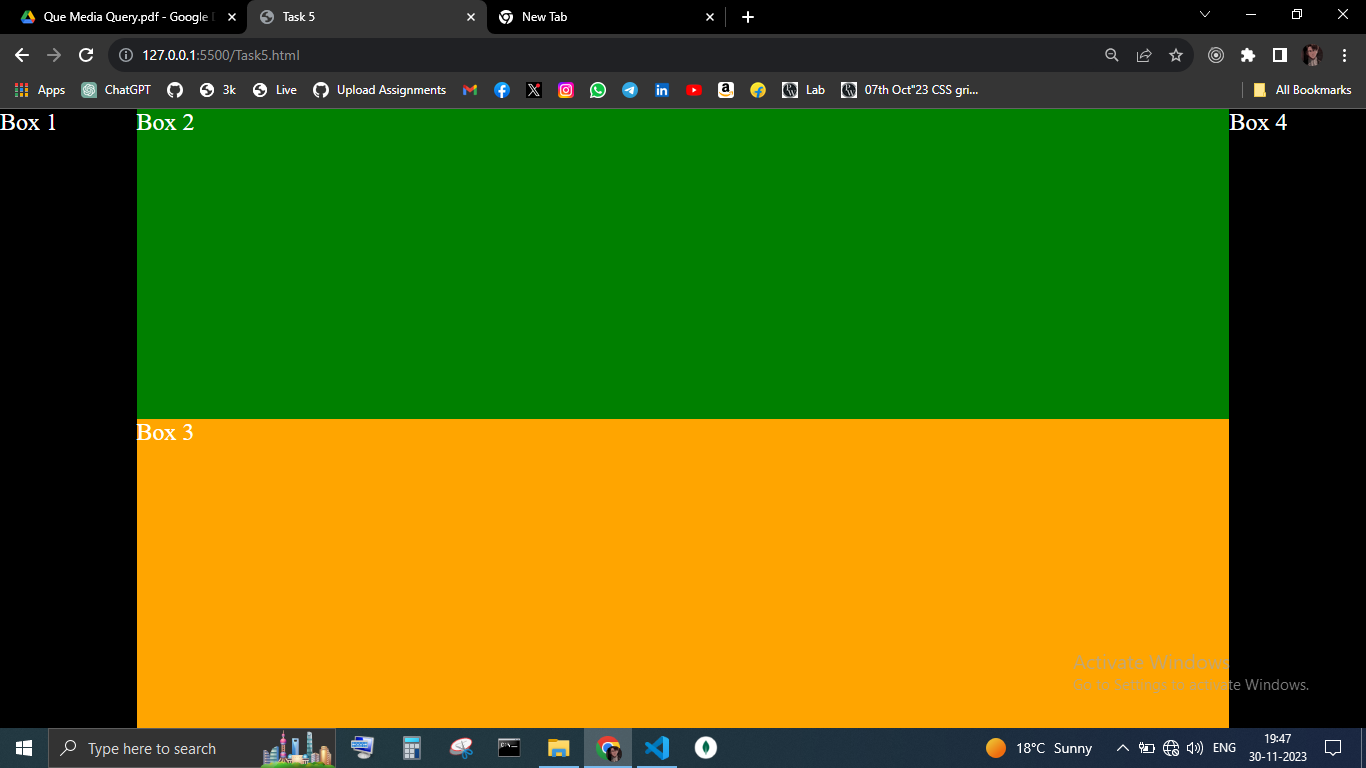 Que Media Query.pdf - Google D
Task 5
New Tab
127.0.0.1:5500/Task5.html
Apps
ChatGPT
3k
Live
Upload Assignments
Lab
07th Oct"23 CSS gri...
All Bookmarks
Box 1
Box 2
Box 4
Box 3
Activate Windows
Go to Settings to activate Windows.
Type here to search
18°C Sunny
ENG
19:47
30-11-2023